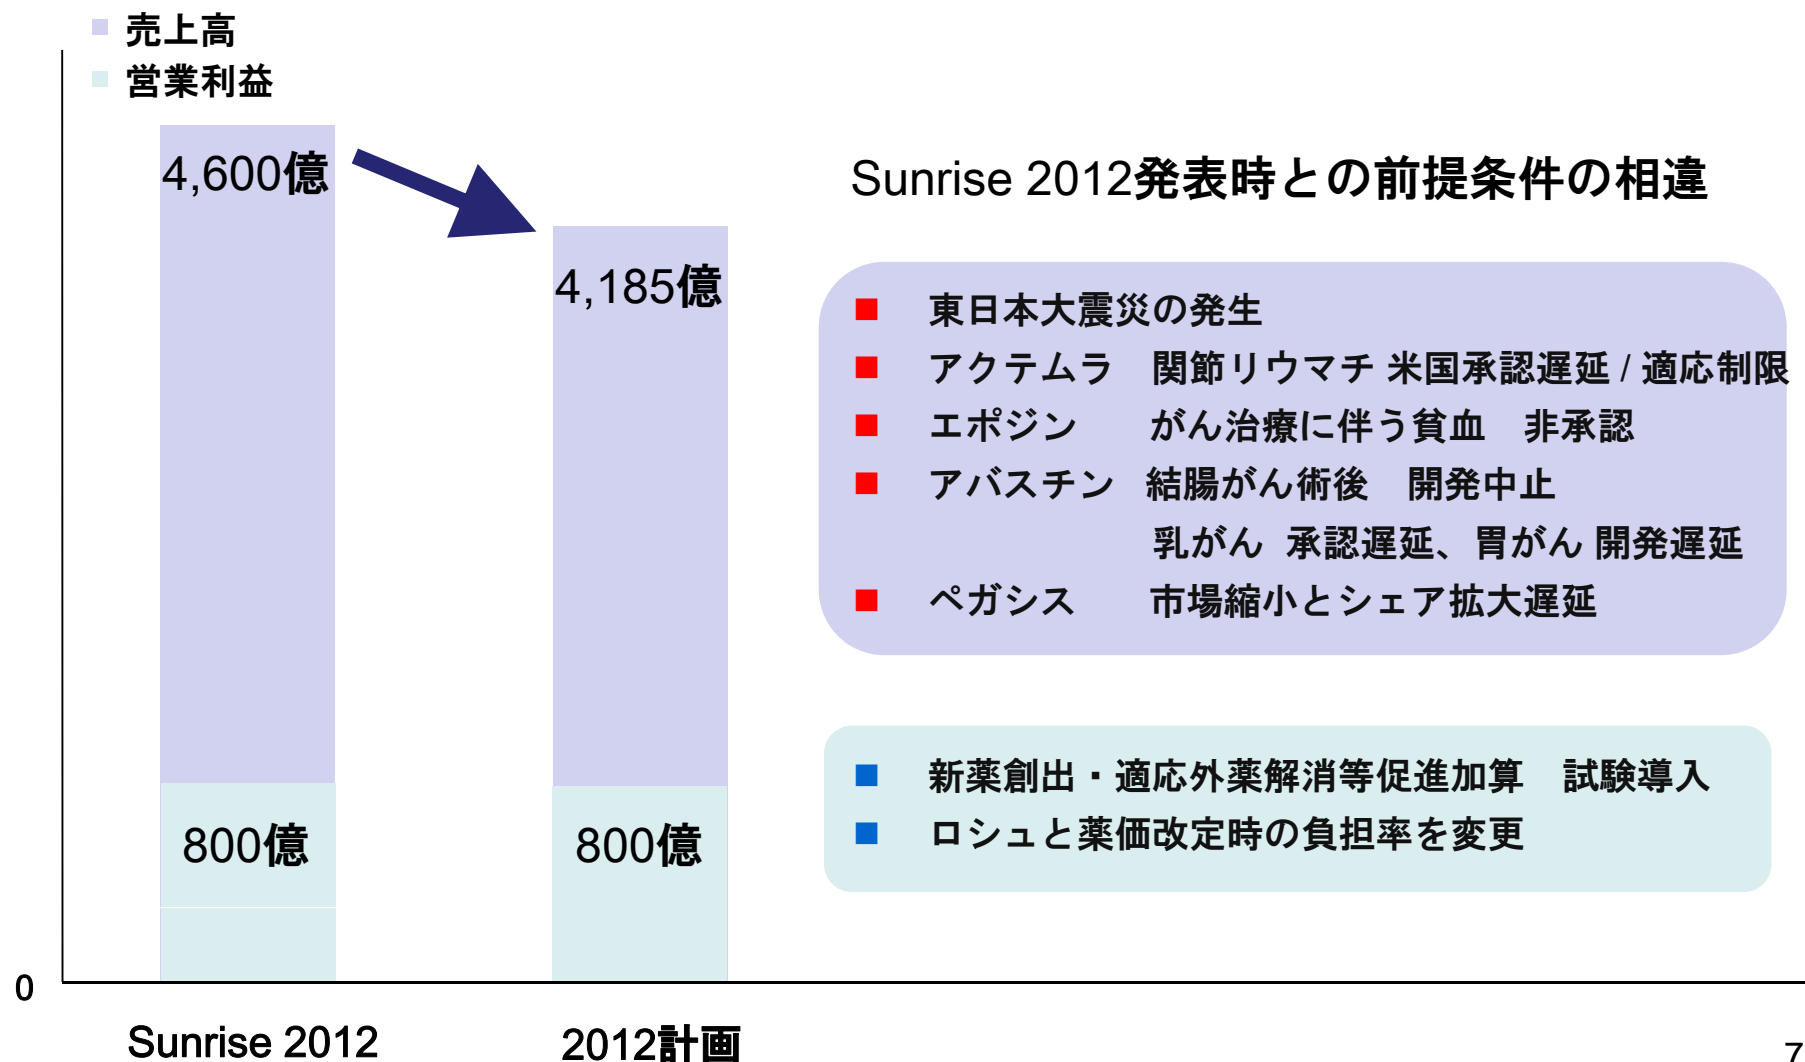 売上高
営業利益
4,600億
4,185億
800億
800億
0
Sunrise 2012
2012計画
Sunrise 2012発表時との前提条件の相違
東日本大震災の発生
アクテムラ　関節リウマチ 米国承認遅延 / 適応制限
エポジン　　がん治療に伴う貧血　非承認
アバスチン　結腸がん術後　開発中止
乳がん 承認遅延、胃がん 開発遅延
ペガシス　　市場縮小とシェア拡大遅延
新薬創出・適応外薬解消等促進加算　試験導入
ロシュと薬価改定時の負担率を変更
7